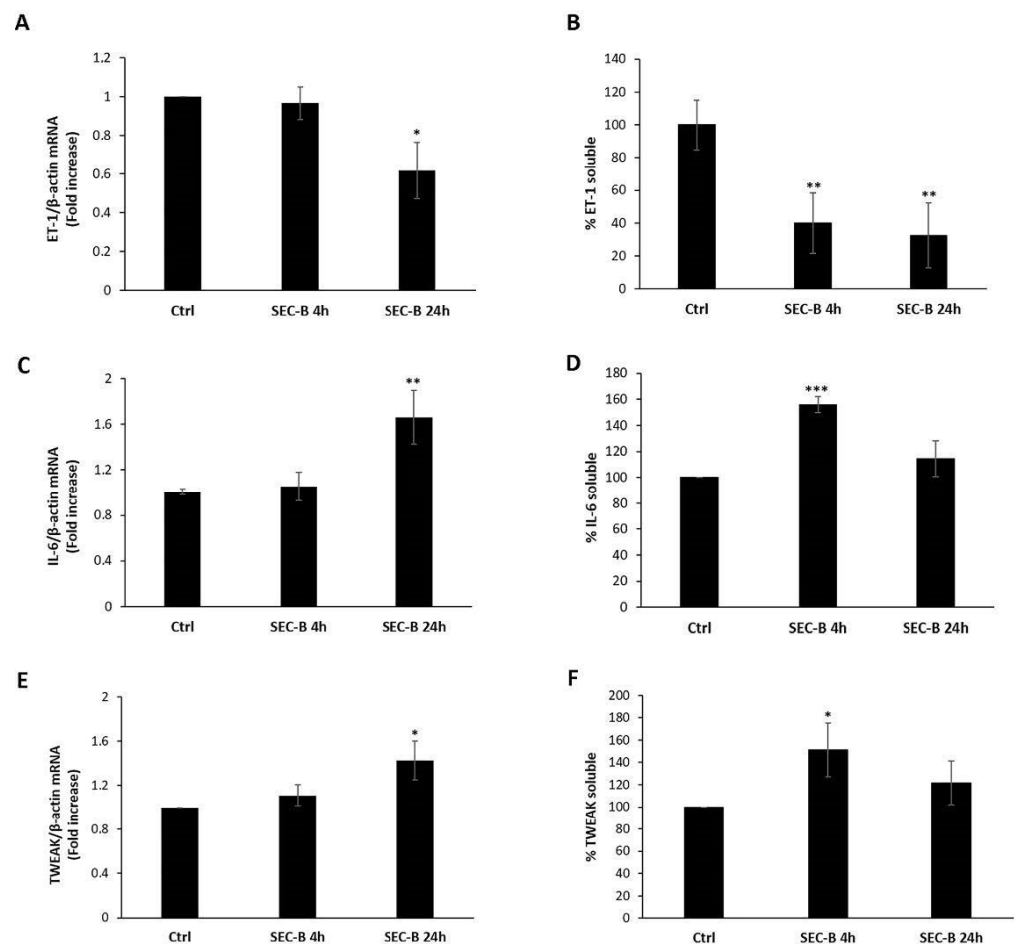 A
ET-1/β-actin mRNA
(Fold increase)
1.2
1
0.8
0.6
0.4
0.2
0
*
Ctrl
SEC-B 4h
SEC-B 24h
B
% ET-1 soluble
140
120
100
80
60
40
20
0
**
**
Ctrl
SEC-B 4h
SEC-B 24h
C
IL-6/β-actin mRNA
(Fold increase)
2
1.6
1.2
0.8
0.4
0
**
Ctrl
SEC-B 4h
SEC-B 24h
D
% IL-6 soluble
180
160
140
120
100
80
60
40
20
0
***
Ctrl
SEC-B 4h
SEC-B 24h
E
TWEAK/β-actin mRNA
(Fold increase)
2
1.6
1.2
0.8
0.4
0
*
Ctrl
SEC-B 4h
SEC-B 24h
F
% TWEAK soluble
200
180
160
140
120
100
80
60
40
20
0
*
Ctrl
SEC-B 4h
SEC-B 24h